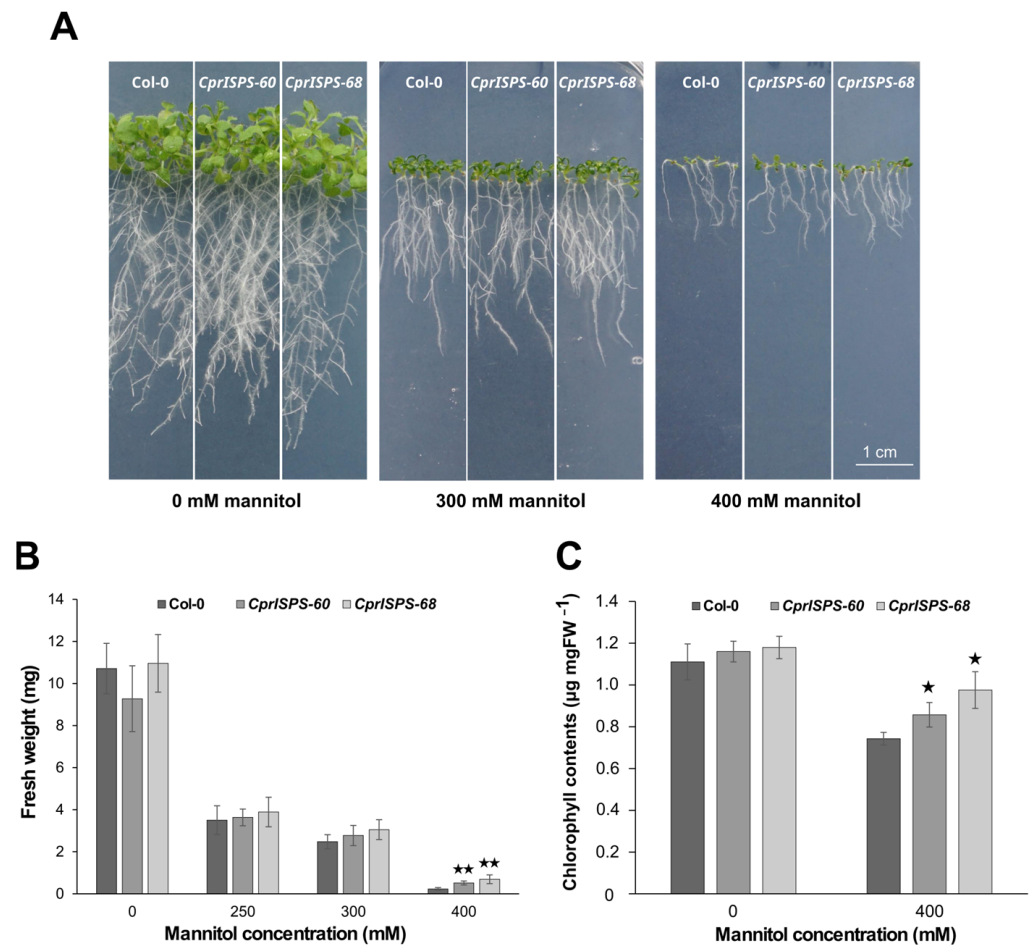 A
Col-0 CprISPS-60 CprISPS-68
Col-0 CprISPS-60 CprISPS-68
Col-0 CprISPS-60 CprISPS-68
1 cm
0 mM mannitol
300 mM mannitol
400 mM mannitol
B
Col-0 CprISPS-60 CprISPS-68
Fresh weight (mg)
14
12
10
8
6
4
2
0
★★ ★★
0 250 300 400
Mannitol concentration (mM)
C
Col-0 CprISPS-60 CprISPS-68
Chlorophyll contents (µg mgFW⁻¹)
1.4
1.2
1.0
0.8
0.6
0.4
0.2
0
★ ★
0 400
Mannitol concentration (mM)